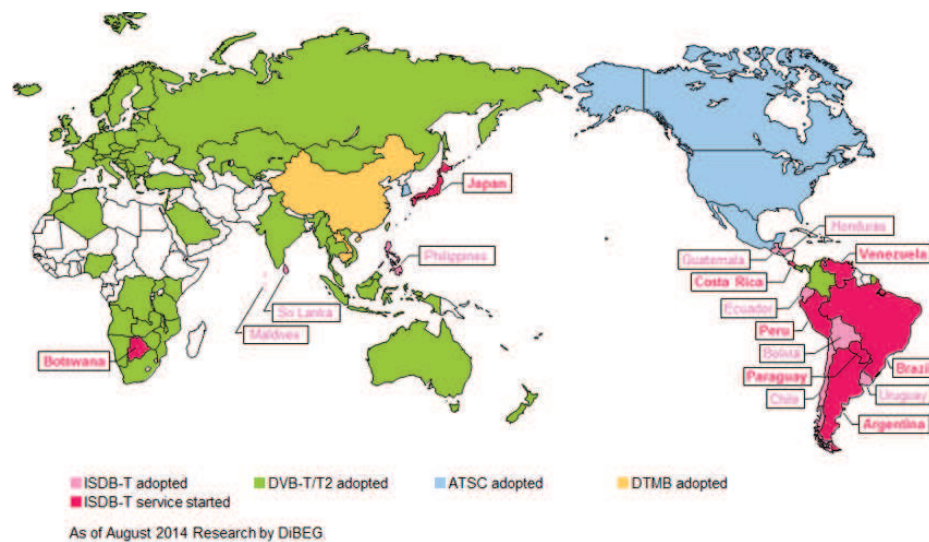 Japan
Honduras
Philippines
Guatemala
Venezuela
Costa Rica
Sri Lanka
Ecuador
Maldives
Peru
Botswana
Bolivia
Brazil
Paraguay
Uruguay
Chile
Argentina
ISDB-T adopted
DVB-T/T2 adopted
ATSC adopted
DTMB adopted
ISDB-T service started
As of August 2014 Research by DiBEG